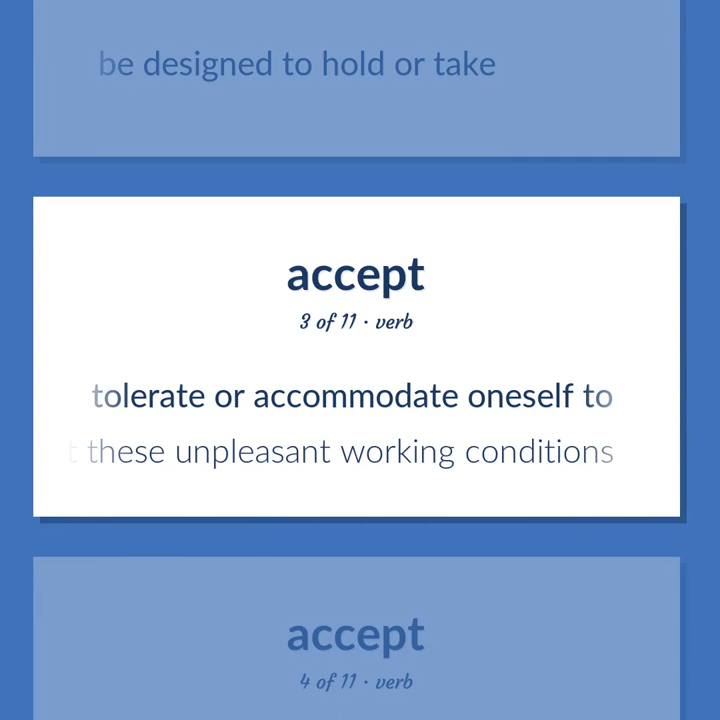 be designed to hold or take
accept
3 of 11 · verb
tolerate or accommodate oneself to
t these unpleasant working conditions
accept
4 of 11 · verb